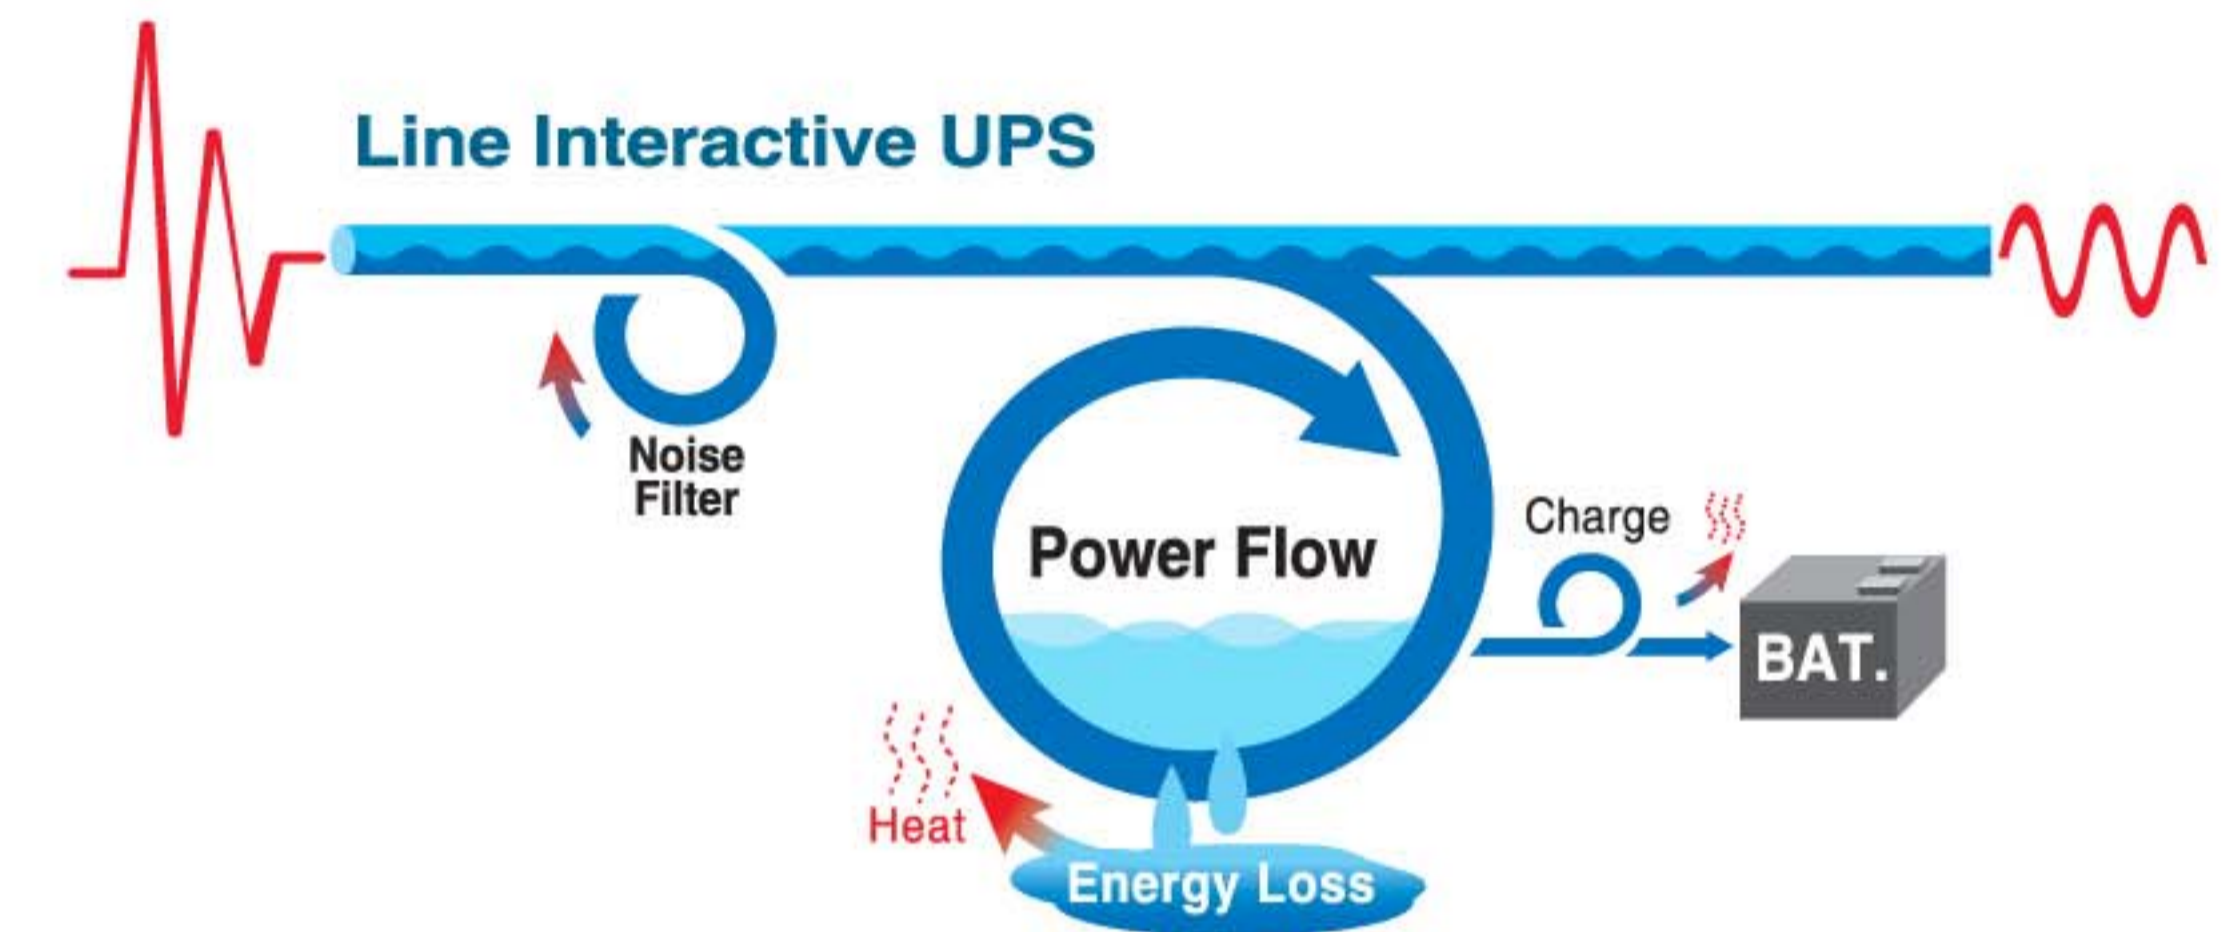 Line Interactive UPS
Noise
Filter
Power Flow
Charge
BAT.
Heat
Energy Loss